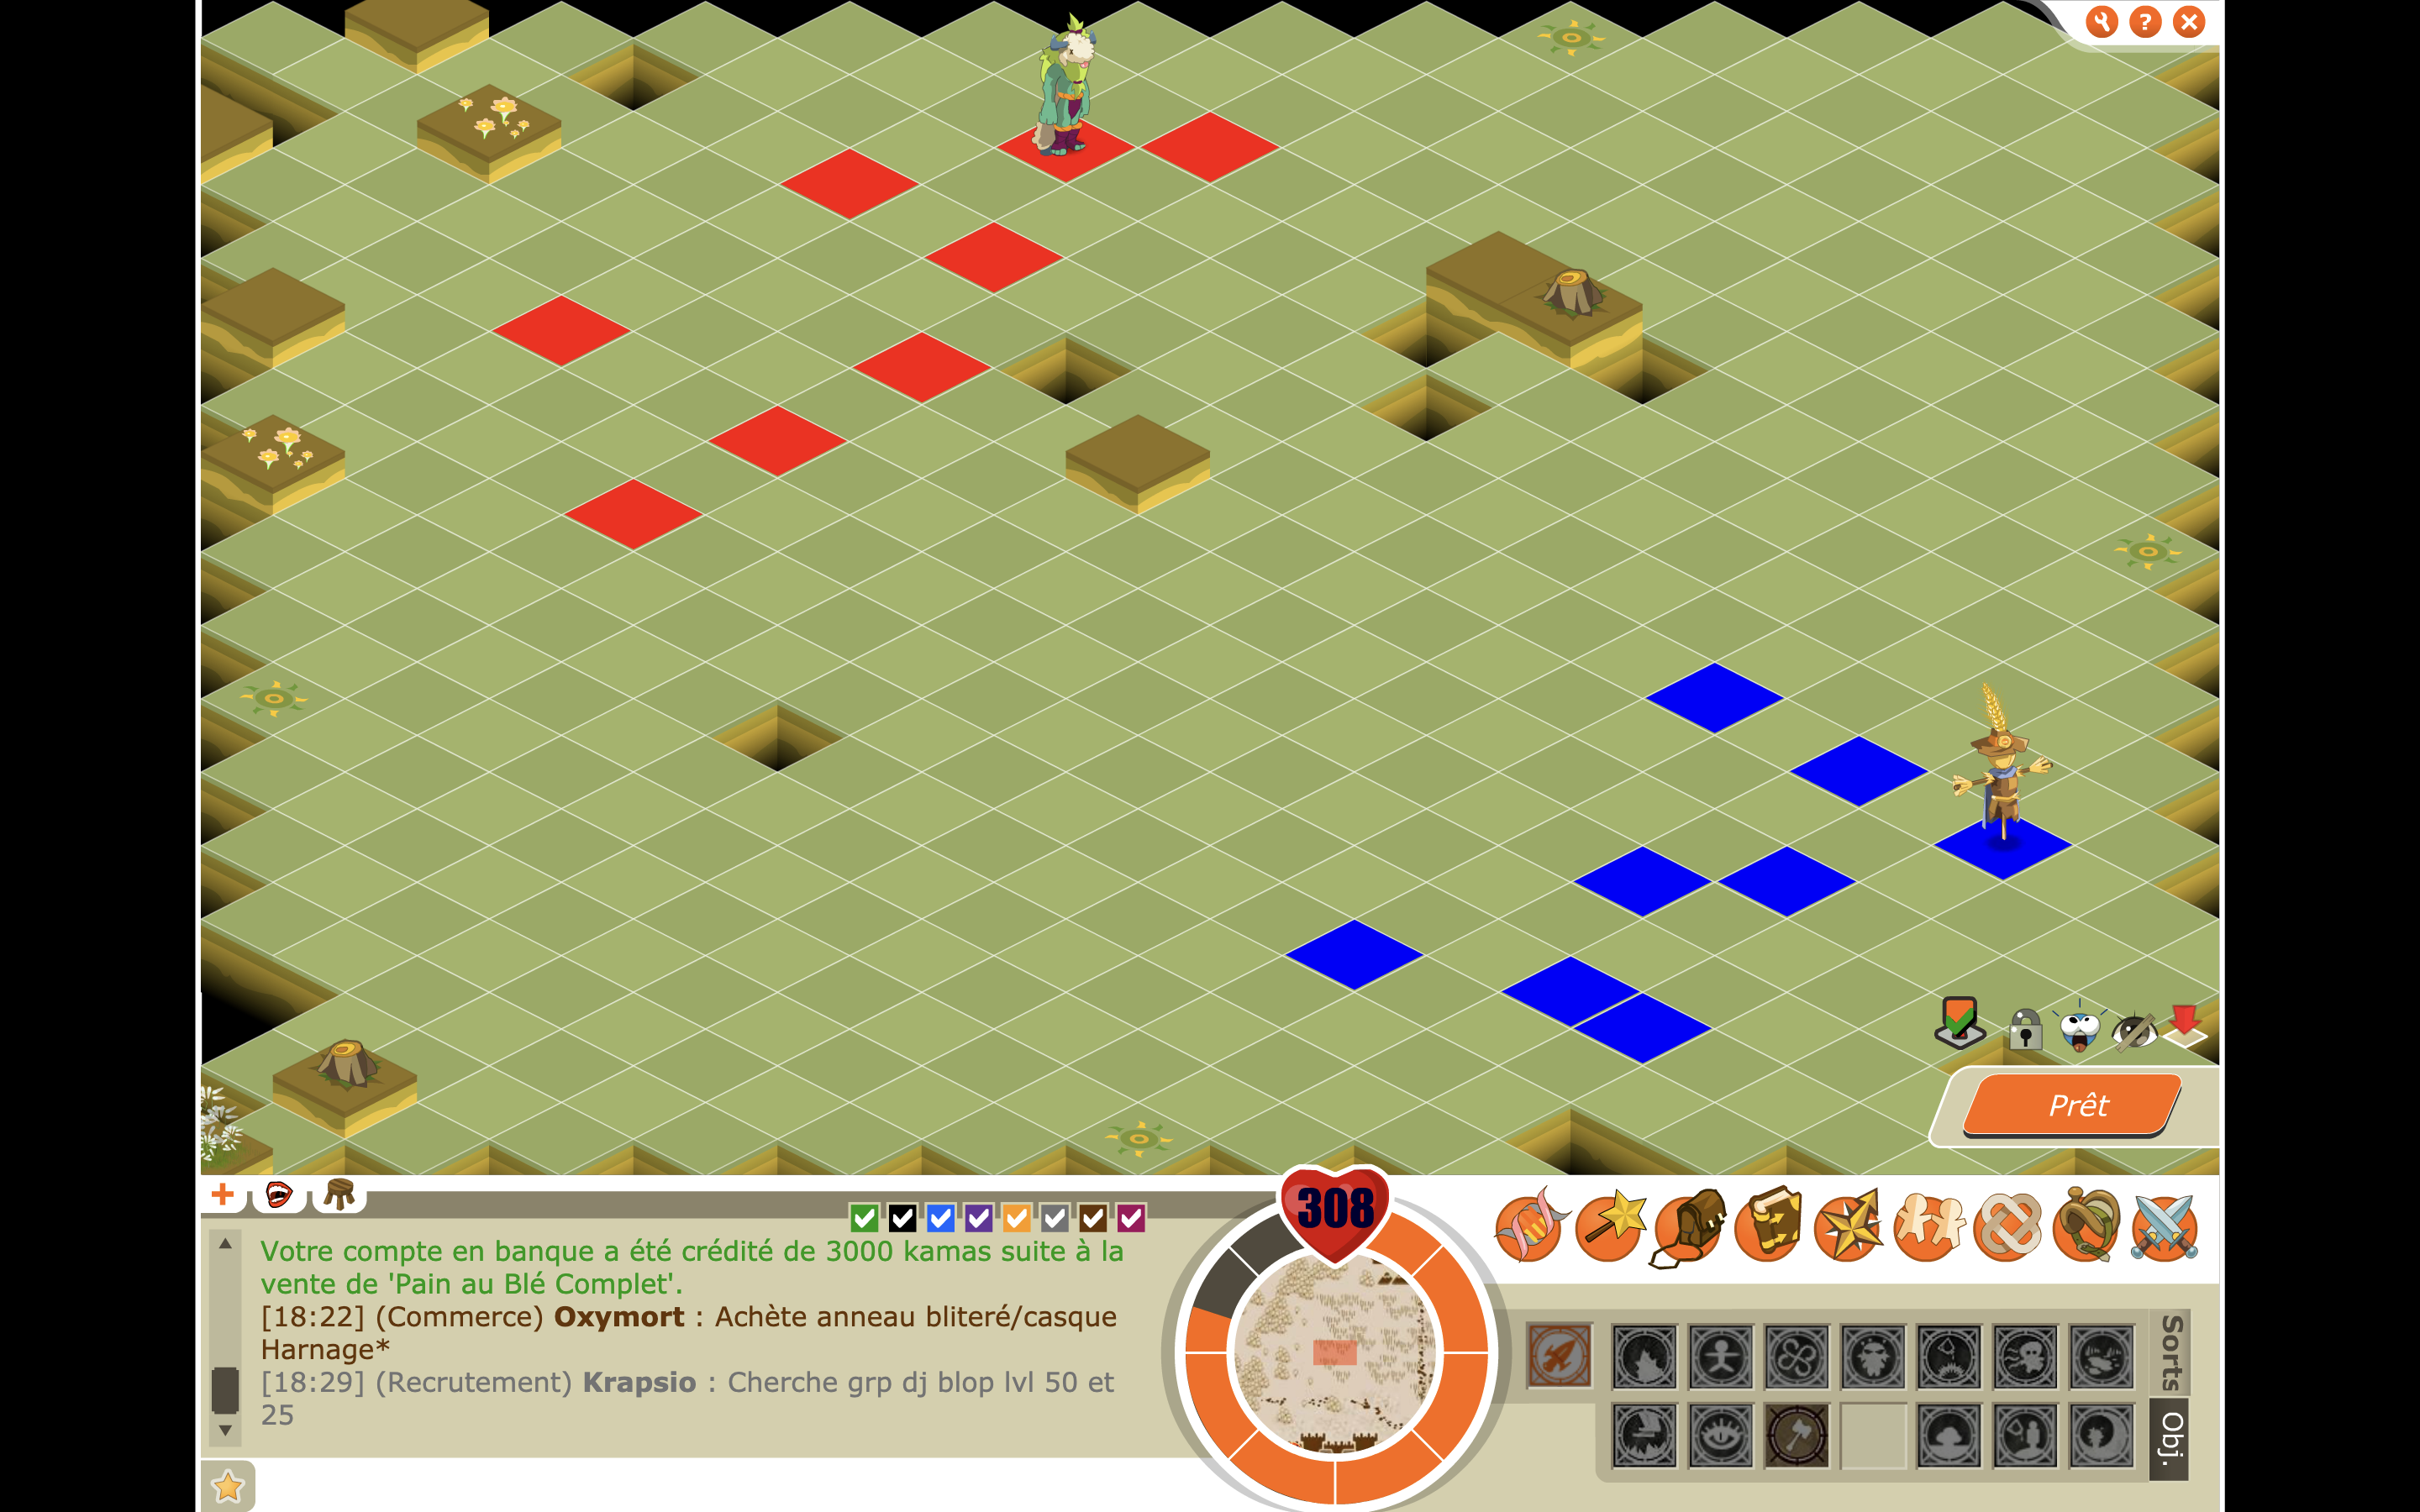 ?
Prêt
308
Votre compte en banque a été crédité de 3000 kamas suite à la
vente de 'Pain au Blé Complet'.
[18:22] (Commerce) Oxymort : Achète anneau bliteré/casque
Harnage*
[18:29] (Recrutement) Krapsio : Cherche grp dj blop lvl 50 et
25
Sorts
Obj.